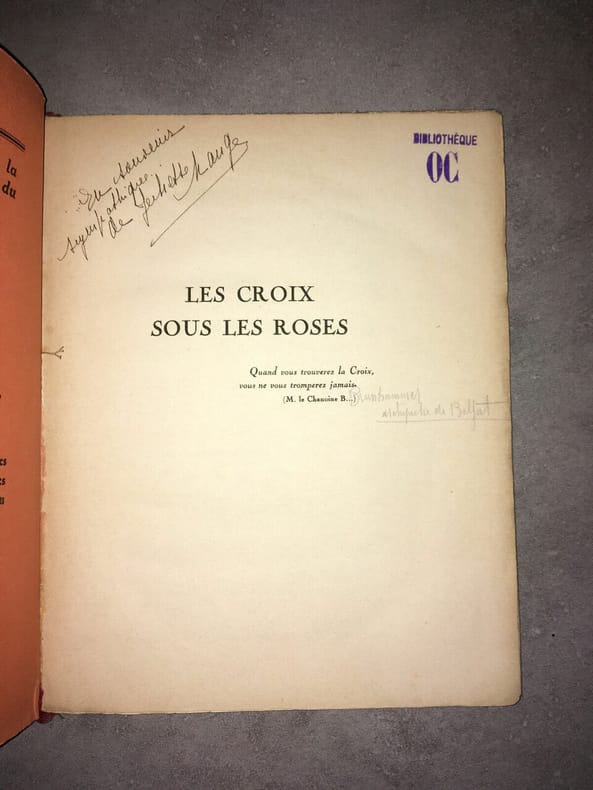 la
du
BIBLIOTHÈQUE
OC
"En souvenir
sympathique
de
LES CROIX
SOUS LES ROSES
Quand vous trouverez la Croix,
vous ne vous tromperez jamais.
(M. le Chanoine B...)
archiprêtre de Belfort